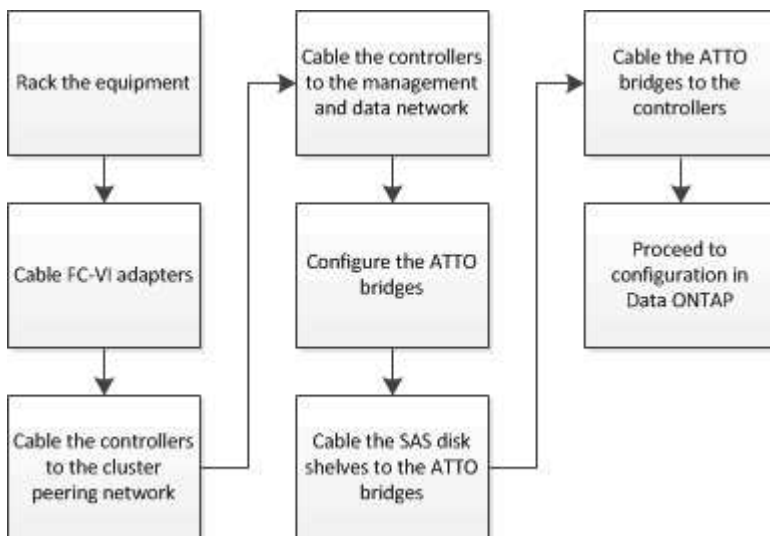 Rack the equipment
Cable FC-VI adapters
Cable the controllers
to the cluster
peering network
Cable the controllers
to the management
and data network
Configure the ATTO
bridges
Cable the SAS disk
shelves to the ATTO
bridges
Cable the ATTO
bridges to the
controllers
Proceed to
configuration in
Data ONTAP